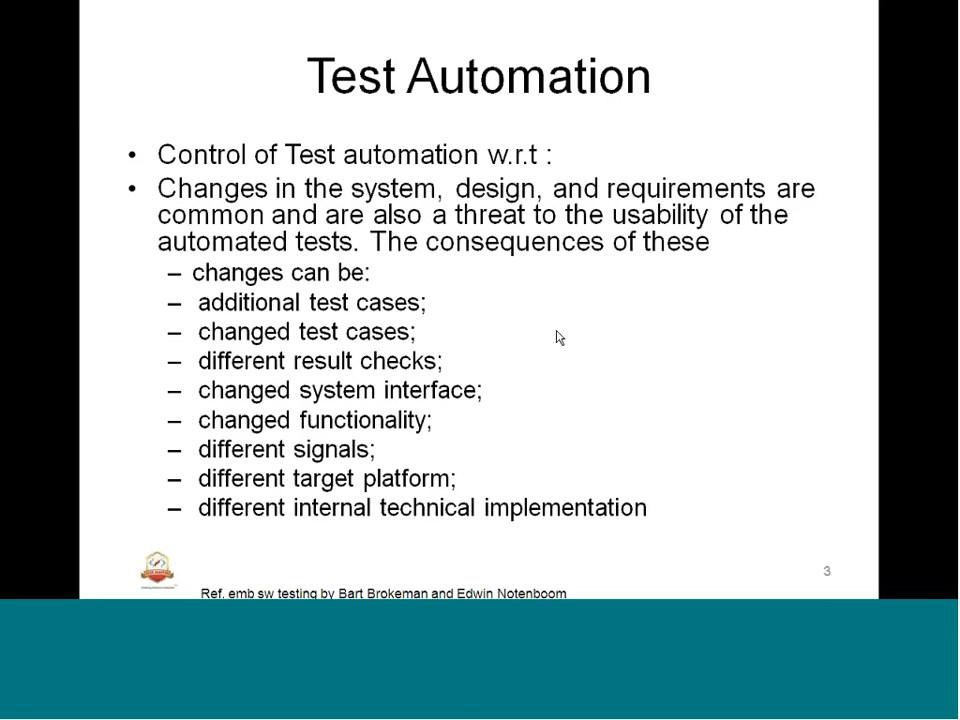 Test Automation
• Control of Test automation w.r.t :
• Changes in the system, design, and requirements are
common and are also a threat to the usability of the
automated tests. The consequences of these
– changes can be:
– additional test cases;
– changed test cases;
– different result checks;
– changed system interface;
– changed functionality;
– different signals;
– different target platform;
– different internal technical implementation
3
Ref. emb sw testing by Bart Brokeman and Edwin Notenboom